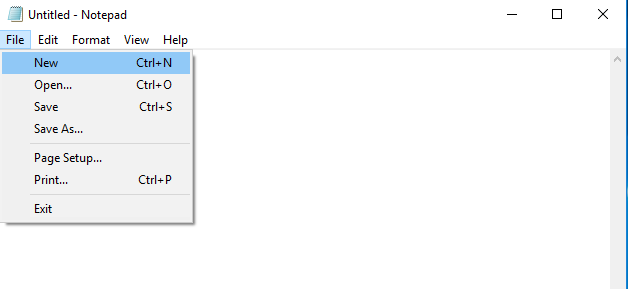 Untitled - Notepad
File Edit Format View Help
New Ctrl+N
Open... Ctrl+O
Save Ctrl+S
Save As...
Page Setup...
Print... Ctrl+P
Exit